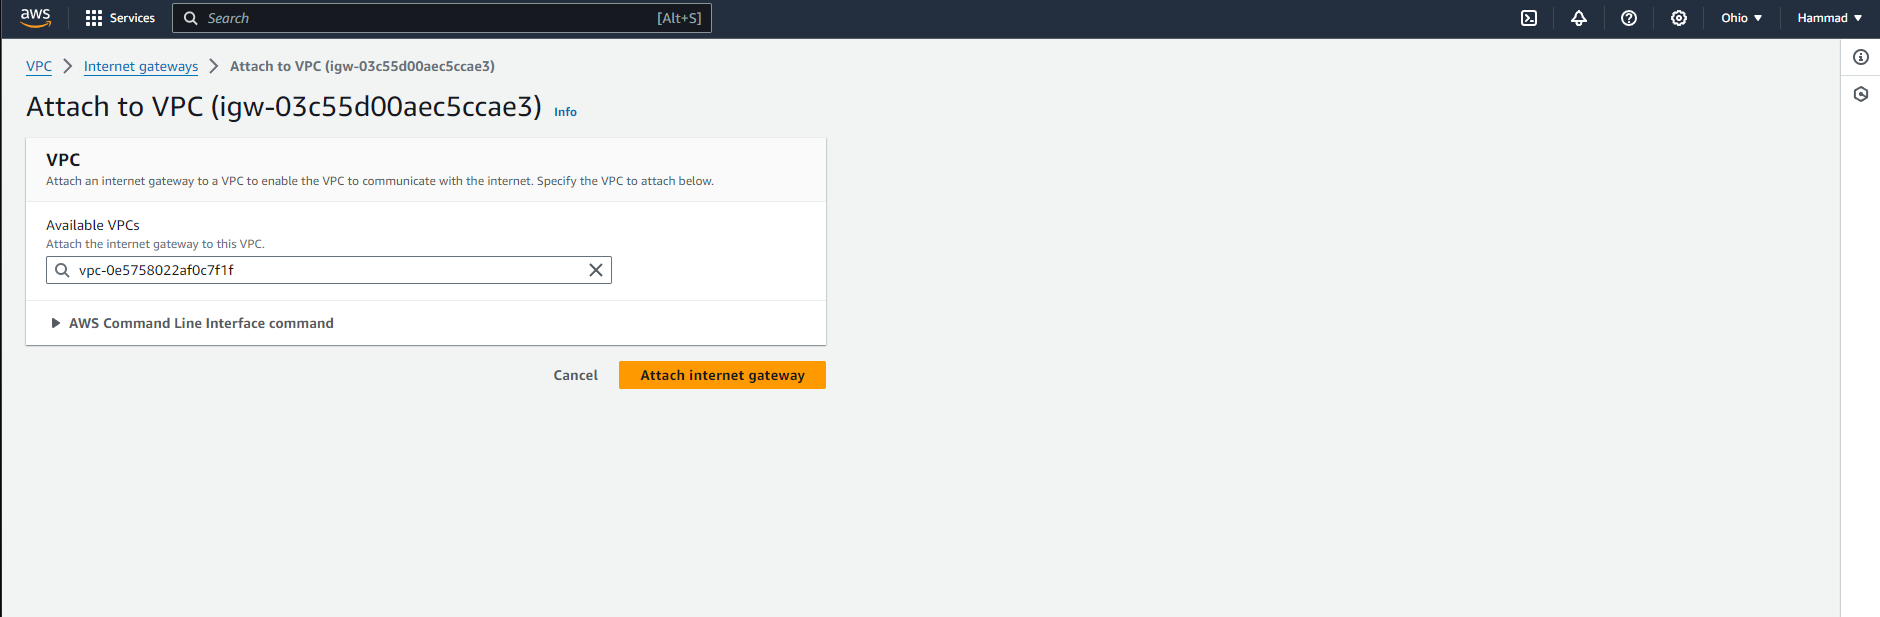 aws Services Search [Alt+S] Ohio Hammad
VPC Internet gateways Attach to VPC (igw-03c55d00aec5ccae3)
Attach to VPC (igw-03c55d00aec5ccae3) Info
VPC
Attach an internet gateway to a VPC to enable the VPC to communicate with the internet. Specify the VPC to attach below.
Available VPCs
Attach the internet gateway to this VPC.
vpc-0e5758022af0c7f1f
AWS Command Line Interface command
Cancel Attach internet gateway